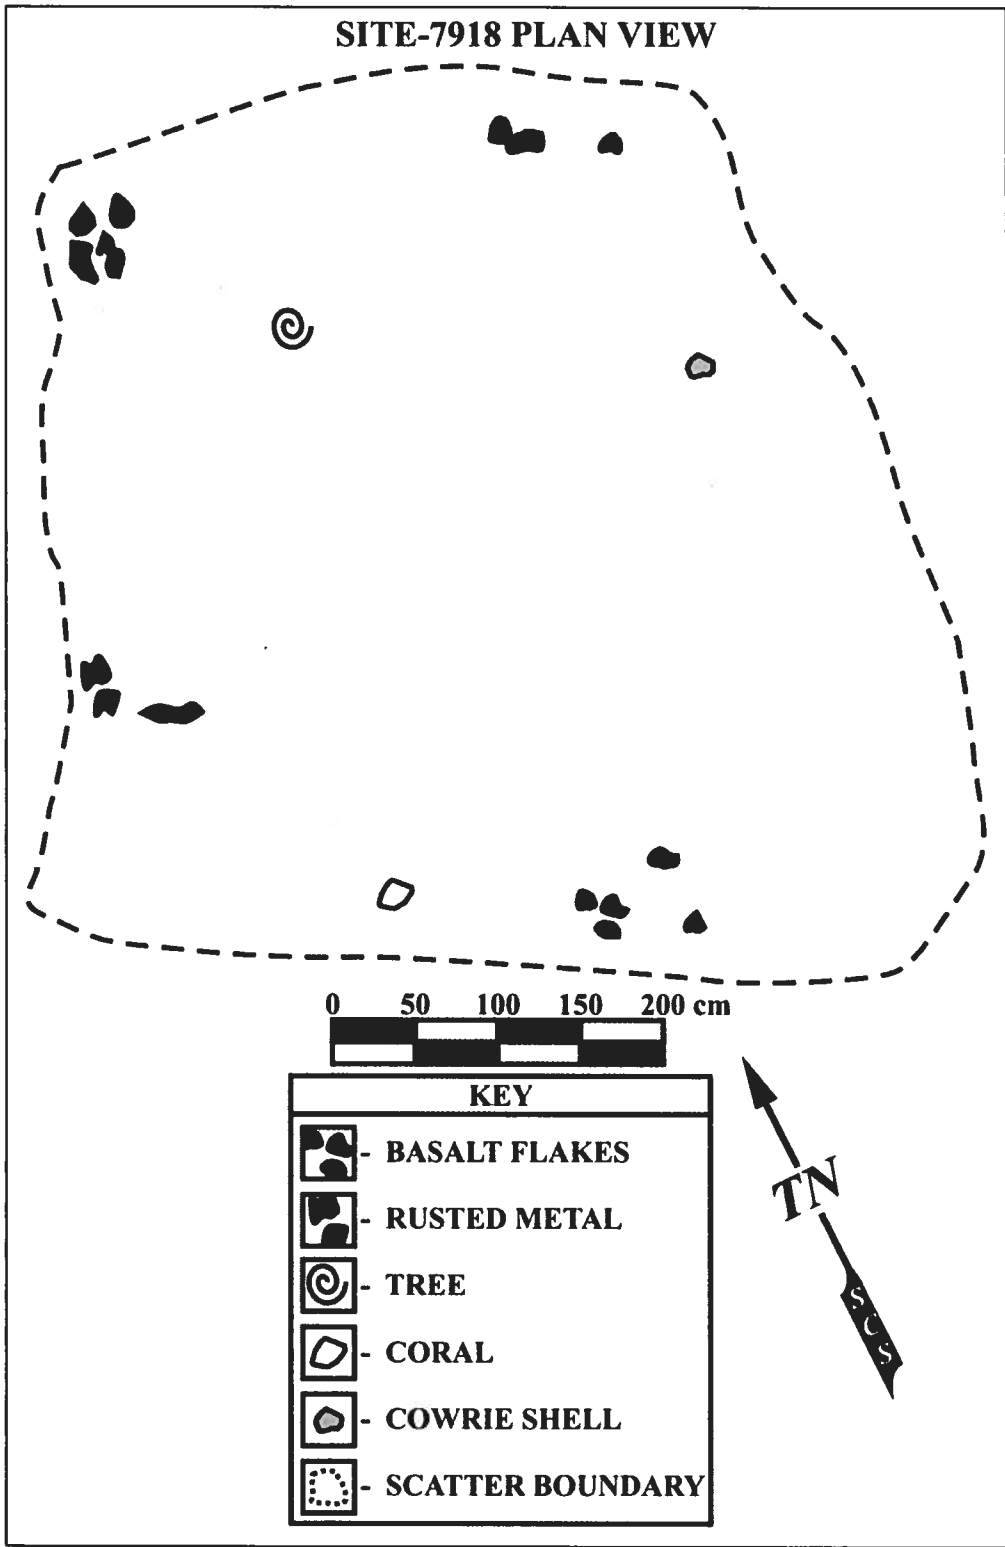 SITE-7918 PLAN VIEW
0 50 100 150 200 cm
KEY
- BASALT FLAKES
- RUSTED METAL
- TREE
- CORAL
- COWRIE SHELL
- SCATTER BOUNDARY
TN
SCS